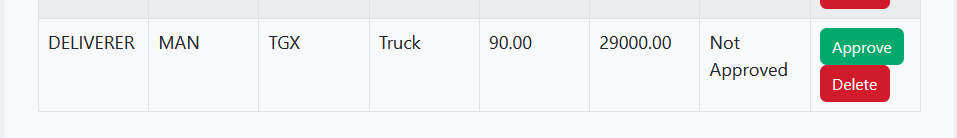 DELIVERER MAN TGX Truck 90.00 29000.00 Not Approved Approve
Delete